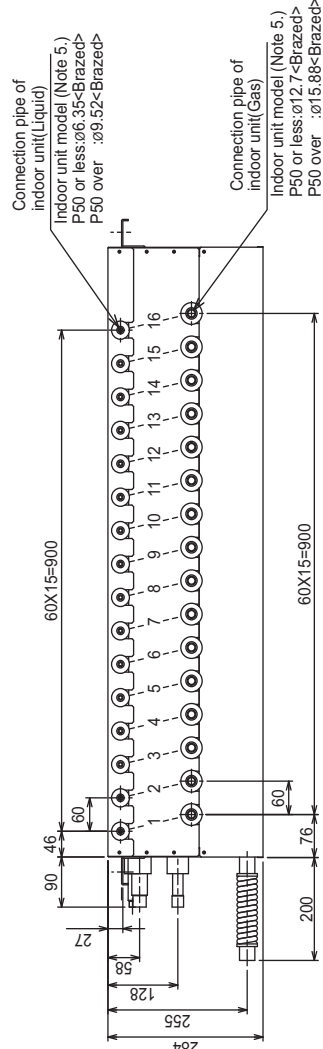 Connection pipe of
indoor unit(Liquid)
Indoor unit model (Note 5.)
P50 or less:ø6.35<Brazed>
P50 over :ø9.52<Brazed>
60X15=900
46
60
90
27
58
128
255
284
1 2 3 4 5 6 7 8 9 10 11 12 13 14 15 16
60
76
200
60X15=900
Connection pipe of
indoor unit(Gas)
Indoor unit model (Note 5.)
P50 or less:ø12.7<Brazed>
P50 over :ø15.88<Brazed>